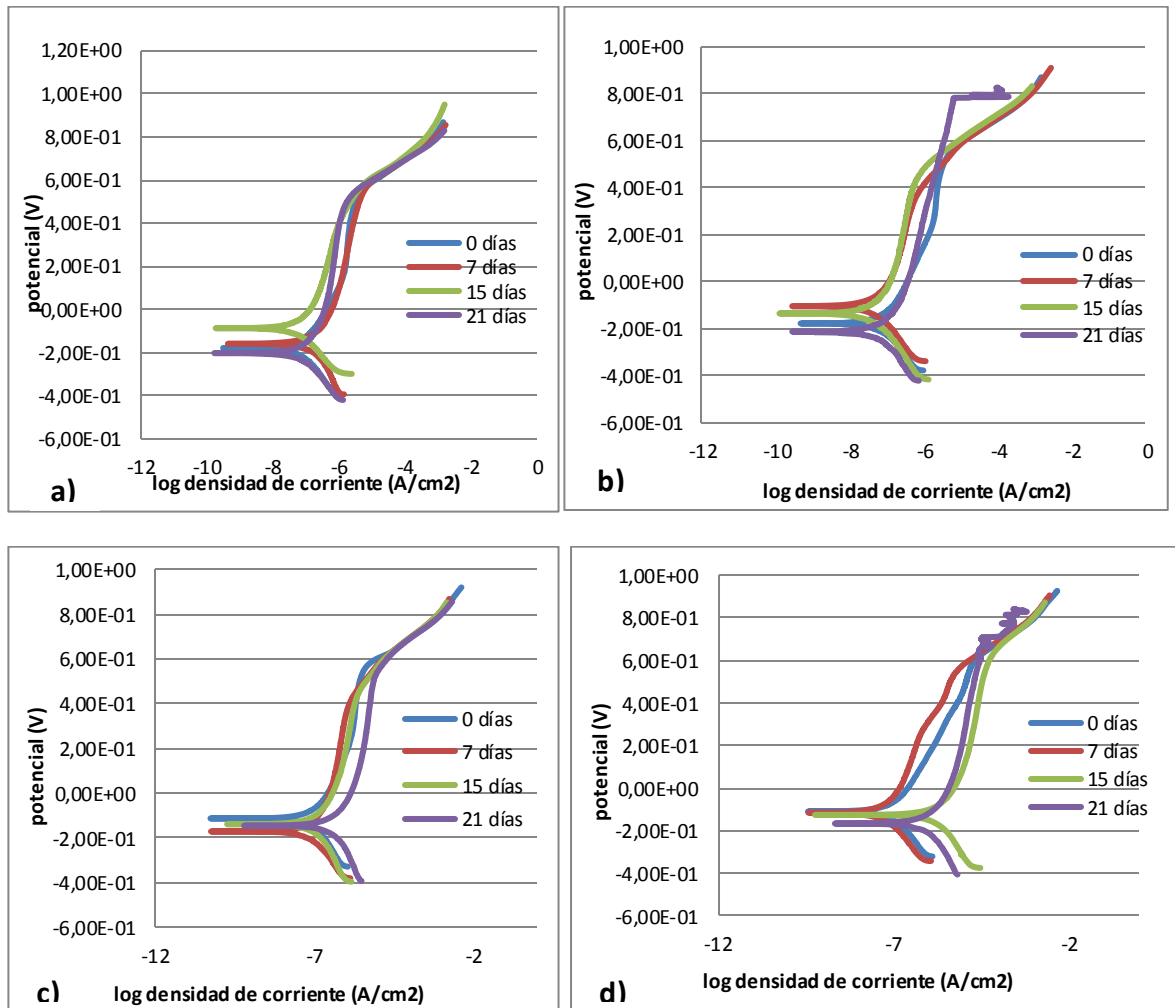 1,20E+00
1,00E+00
8,00E-01
6,00E-01
4,00E-01
2,00E-01
0,00E+00
-2,00E-01
-4,00E-01
-6,00E-01
potencial (V)
0 días
7 días
15 días
21 días
-12 -10 -8 -6 -4 -2 0
log densidad de corriente (A/cm2)
a)
1,00E+00
8,00E-01
6,00E-01
4,00E-01
2,00E-01
0,00E+00
-2,00E-01
-4,00E-01
-6,00E-01
potencial (V)
0 días
7 días
15 días
21 días
-12 -10 -8 -6 -4 -2 0
log densidad de corriente (A/cm2)
b)
1,00E+00
8,00E-01
6,00E-01
4,00E-01
2,00E-01
0,00E+00
-2,00E-01
-4,00E-01
-6,00E-01
potencial (V)
0 días
7 días
15 días
21 días
-12 -7 -2
log densidad de corriente (A/cm2)
c)
1,00E+00
8,00E-01
6,00E-01
4,00E-01
2,00E-01
0,00E+00
-2,00E-01
-4,00E-01
-6,00E-01
potencial (V)
0 días
7 días
15 días
21 días
-12 -7 -2
log densidad de corriente (A/cm2)
d)